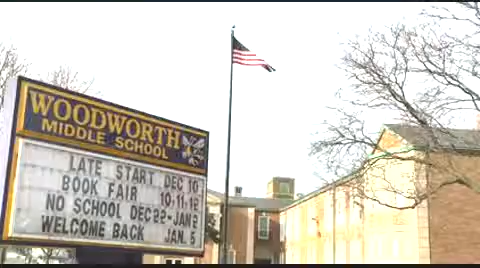 WOODWORTH
MIDDLE SCHOOL
LATE START DEC 10
BOOK FAIR 10-11-12
NO SCHOOL DEC 22-JAN 2
WELCOME BACK JAN. 5